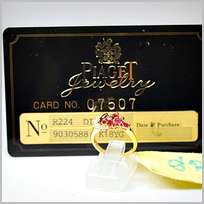 PIAGET
Jewelry
CARD NO. 07507
No R224 DI
Date of Purchase
9030588 K18YG